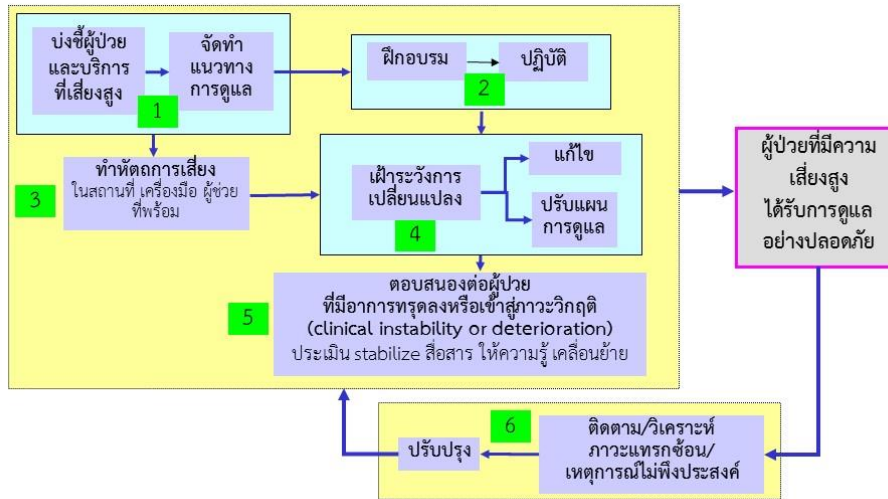 บ่งชี้ผู้ป่วย
และบริการ
ที่เสี่ยงสูง
จัดทำ
แนวทาง
การดูแล
1
ฝึกอบรม
ปฏิบัติ
2
ทำหัตถการเสี่ยง
ในสถานที่ เครื่องมือ ผู้ช่วย
ที่พร้อม
3
เฝ้าระวังการ
เปลี่ยนแปลง
4
แก้ไข
ปรับแผน
การดูแล
ตอบสนองต่อผู้ป่วย
ที่มีอาการทรุดลงหรือเข้าสู่ภาวะวิกฤติ
(clinical instability or deterioration)
ประเมิน stabilize สื่อสาร ให้ความรู้ เคลื่อนย้าย
5
ผู้ป่วยที่มีความ
เสี่ยงสูง
ได้รับการดูแล
อย่างปลอดภัย
6
ติดตาม/วิเคราะห์
ภาวะแทรกซ้อน/
เหตุการณ์ไม่พึงประสงค์
ปรับปรุง